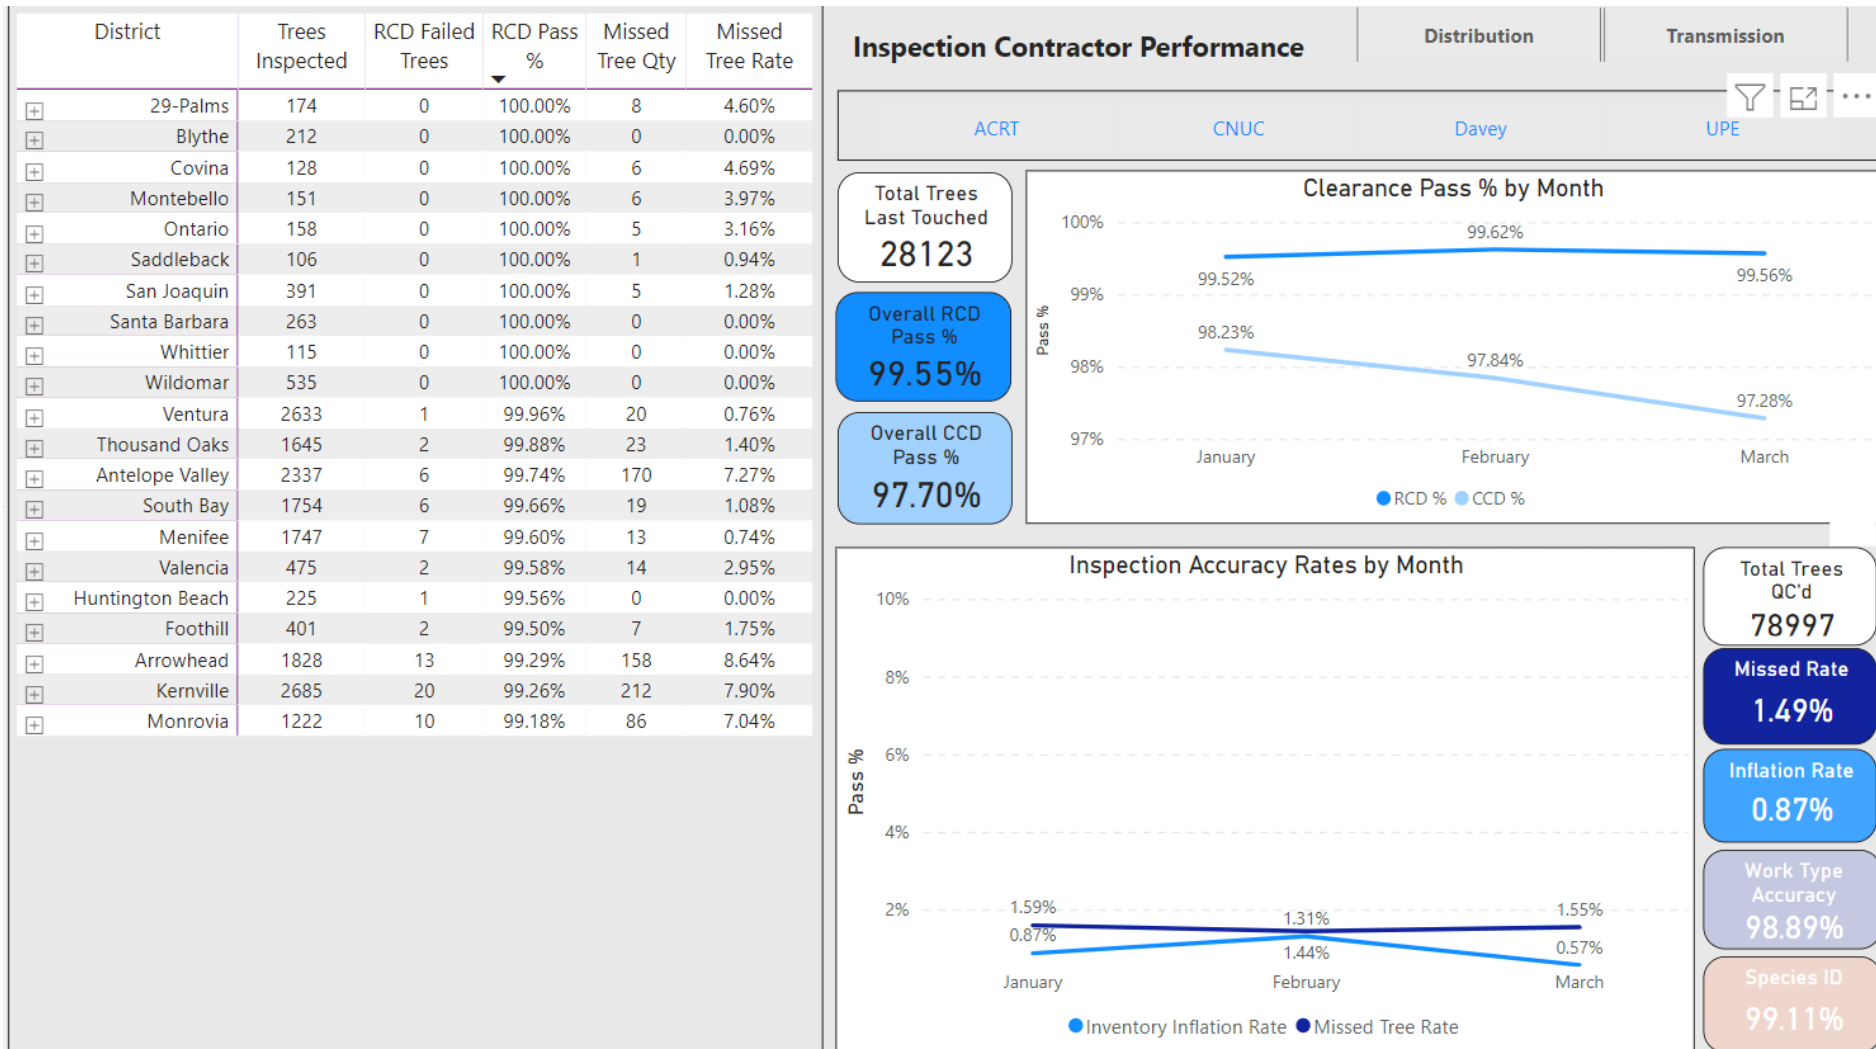 District Trees Inspected RCD Failed Trees RCD Pass % Missed Tree Qty Missed Tree Rate
29-Palms 174 0 100.00% 8 4.60%
Blythe 212 0 100.00% 0 0.00%
Covina 128 0 100.00% 6 4.69%
Montebello 151 0 100.00% 6 3.97%
Ontario 158 0 100.00% 5 3.16%
Saddleback 106 0 100.00% 1 0.94%
San Joaquin 391 0 100.00% 5 1.28%
Santa Barbara 263 0 100.00% 0 0.00%
Whittier 115 0 100.00% 0 0.00%
Wildomar 535 0 100.00% 0 0.00%
Ventura 2633 1 99.96% 20 0.76%
Thousand Oaks 1645 2 99.88% 23 1.40%
Antelope Valley 2337 6 99.74% 170 7.27%
South Bay 1754 6 99.66% 19 1.08%
Menifee 1747 7 99.60% 13 0.74%
Valencia 475 2 99.58% 14 2.95%
Huntington Beach 225 1 99.56% 0 0.00%
Foothill 401 2 99.50% 7 1.75%
Arrowhead 1828 13 99.29% 158 8.64%
Kernville 2685 20 99.26% 212 7.90%
Monrovia 1222 10 99.18% 86 7.04%
Inspection Contractor Performance
Distribution
Transmission
ACRT CNUC Davey UPE
Total Trees
Last Touched
28123
Overall RCD
Pass %
99.55%
Overall CCD
Pass %
97.70%
Clearance Pass % by Month
Pass %
100%
99%
98%
97%
99.52%
99.62%
99.56%
98.23%
97.84%
97.28%
January February March
RCD % CCD %
Inspection Accuracy Rates by Month
Pass %
10%
8%
6%
4%
2%
1.59%
1.31%
1.55%
0.87%
1.44%
0.57%
January February March
Inventory Inflation Rate Missed Tree Rate
Total Trees
QC'd
78997
Missed Rate
1.49%
Inflation Rate
0.87%
Work Type
Accuracy
98.89%
Species ID
99.11%